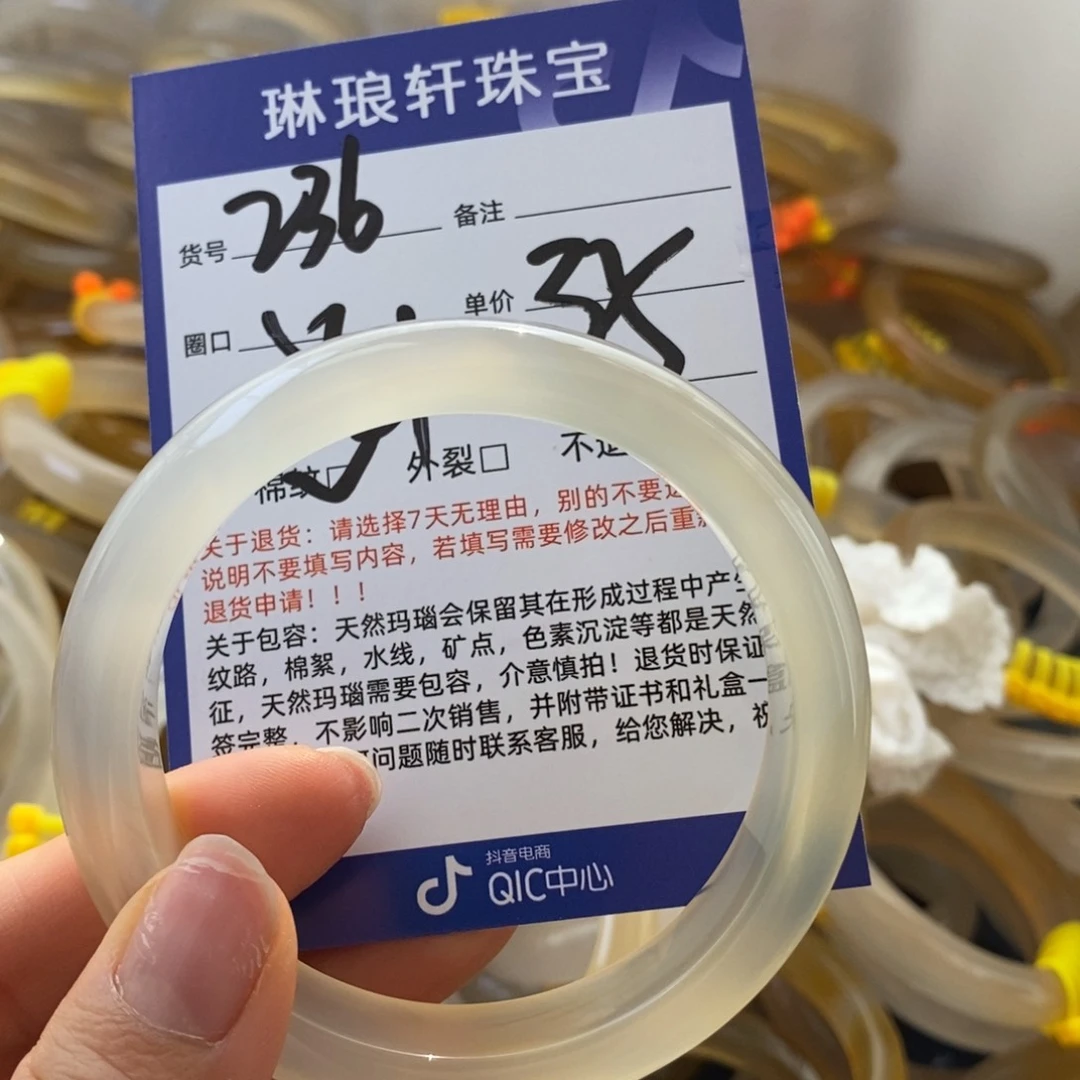 琳琅轩珠宝
货号 236 备注
圈口 单价
棉纹□ 外裂□ 不退
关于退货：请选择7天无理由，别的不要选
说明不要填写内容，若填写需要修改之后重新
退货申请！！！
关于包容：天然玛瑙会保留其在形成过程中产生
纹路，棉絮，水线，矿点，色素沉淀等都是天然
征，天然玛瑙需要包容，介意慎拍！退货时保证
签完整，不影响二次销售，并附带证书和礼盒一
问题随时联系客服，给您解决，祝
抖音电商
QIC中心